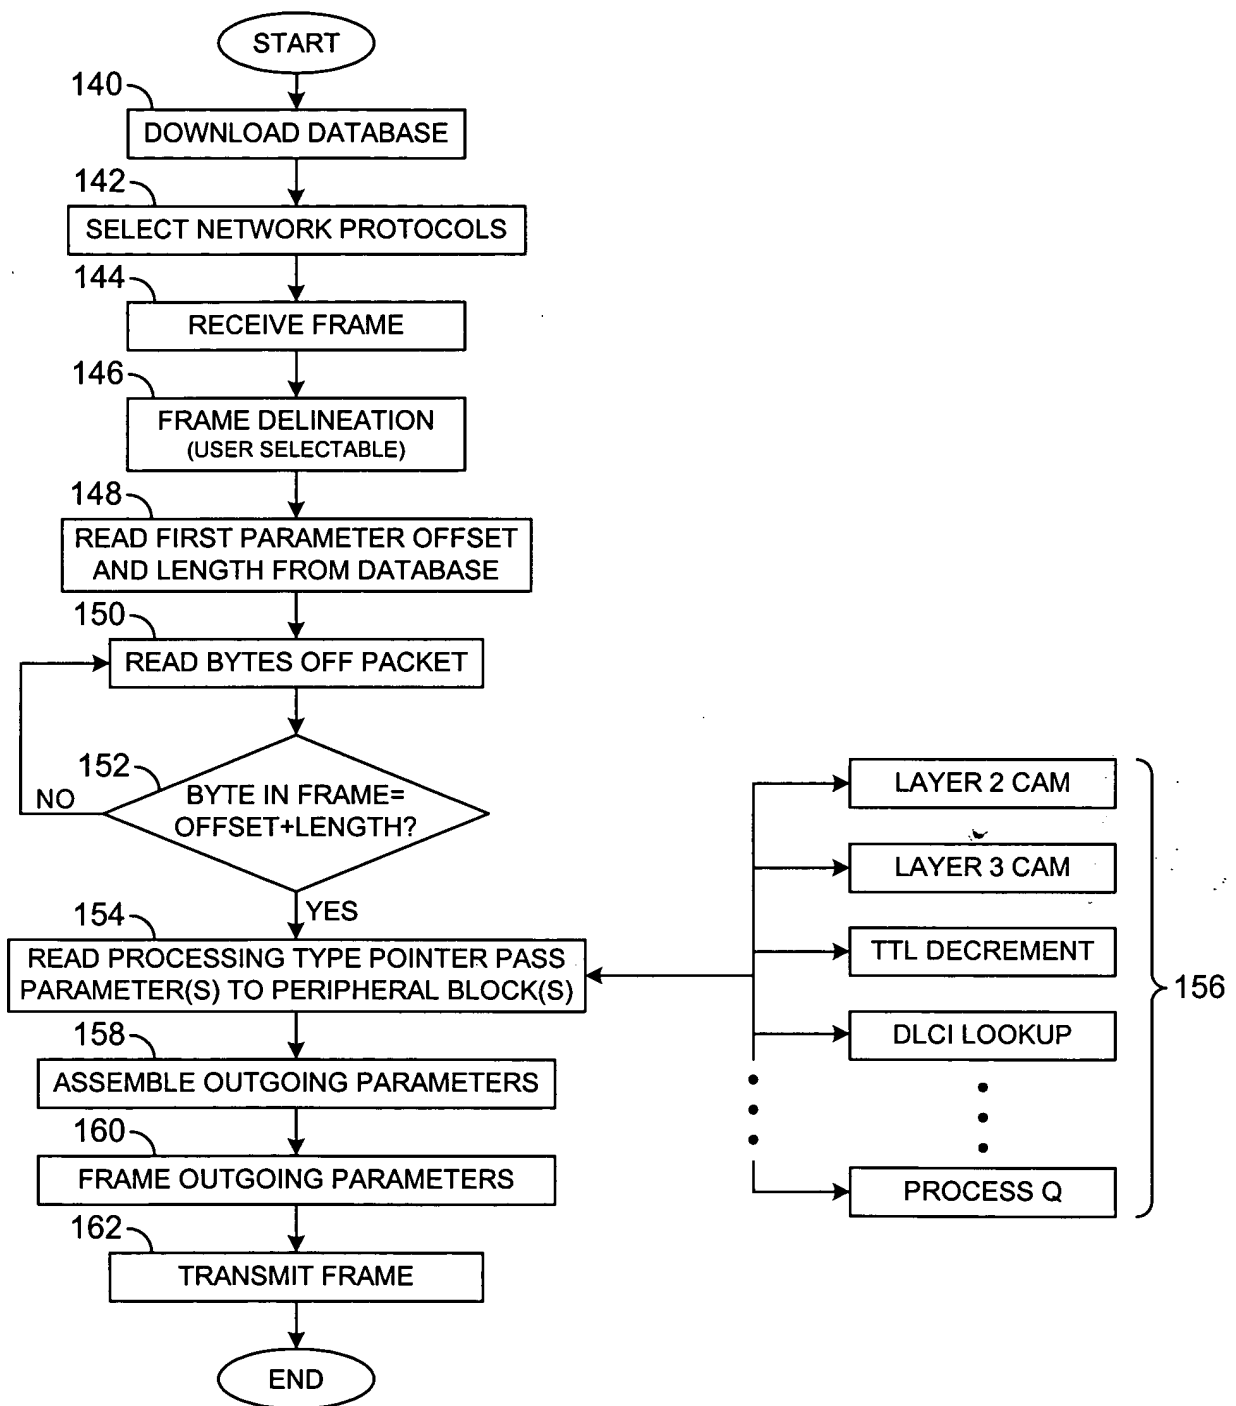 START
140
DOWNLOAD DATABASE
142
SELECT NETWORK PROTOCOLS
144
RECEIVE FRAME
146
FRAME DELINEATION
(USER SELECTABLE)
148
READ FIRST PARAMETER OFFSET
AND LENGTH FROM DATABASE
150
READ BYTES OFF PACKET
152
NO
BYTE IN FRAME=
OFFSET+LENGTH?
YES
154
READ PROCESSING TYPE POINTER PASS
PARAMETER(S) TO PERIPHERAL BLOCK(S)
LAYER 2 CAM
LAYER 3 CAM
TTL DECREMENT
DLCI LOOKUP
PROCESS Q
156
158
ASSEMBLE OUTGOING PARAMETERS
160
FRAME OUTGOING PARAMETERS
162
TRANSMIT FRAME
END